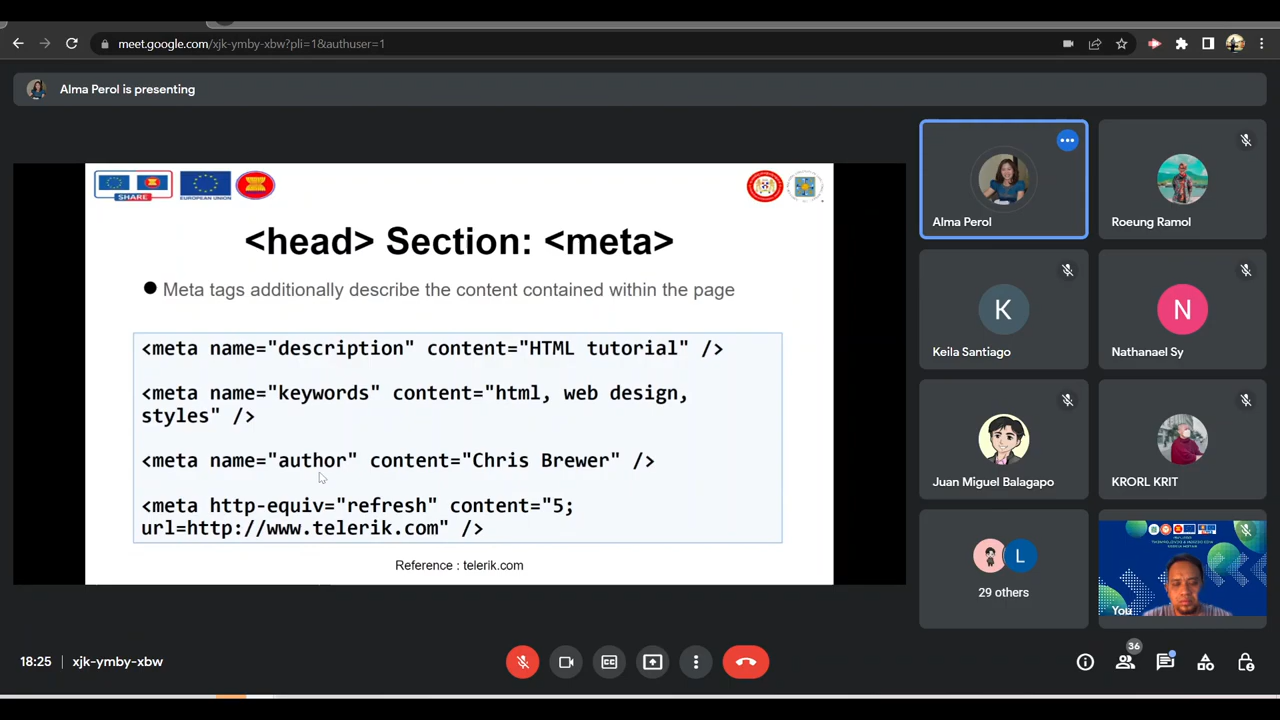 meet.google.com/xjk-ymby-xbw?pli=1&authuser=1
Alma Perol is presenting
SHARE
EUROPEAN UNION
<head> Section: <meta>
● Meta tags additionally describe the content contained within the page
<meta name="description" content="HTML tutorial" />
<meta name="keywords" content="html, web design,
styles" />
<meta name="author" content="Chris Brewer" />
<meta http-equiv="refresh" content="5;
url=http://www.telerik.com" />
Reference : telerik.com
Alma Perol
Roeung Ramol
K
Keila Santiago
N
Nathanael Sy
Juan Miguel Balagapo
KRORL KRIT
L
29 others
You
18:25 | xjk-ymby-xbw
36